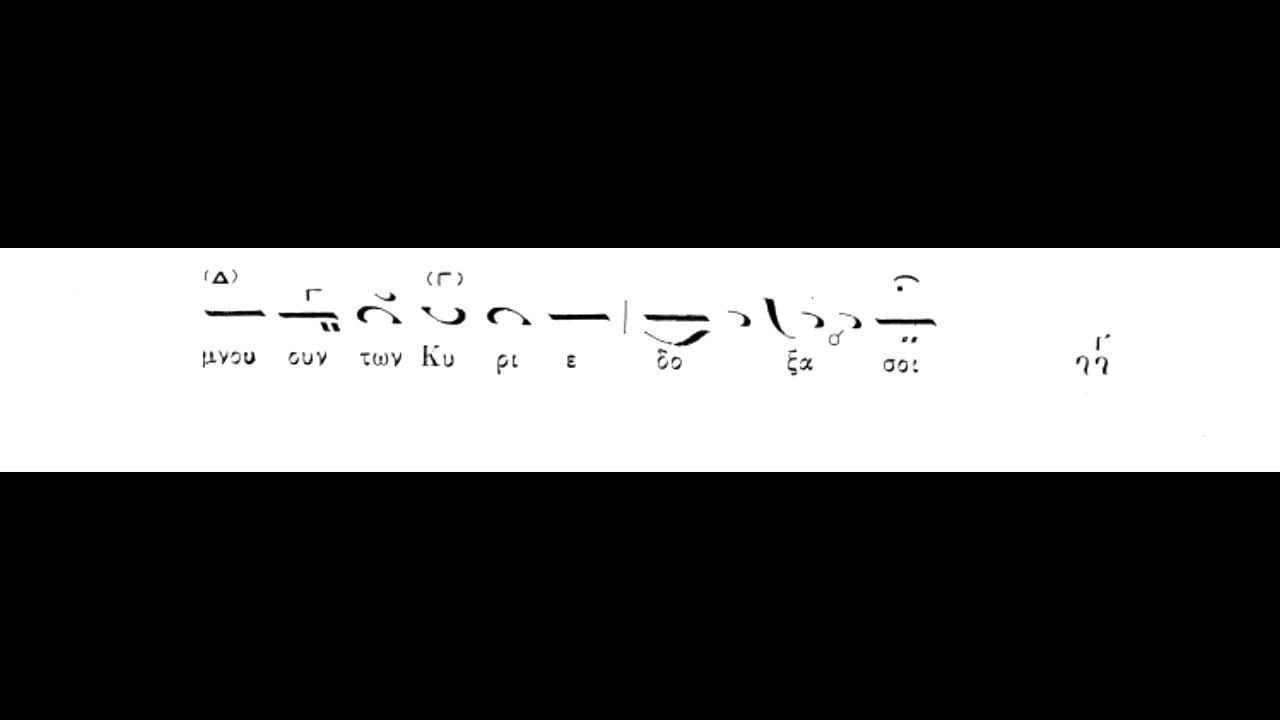 (Δ) (Γ)
μνου ουν των Κυ ρι ε δο ξα σοι